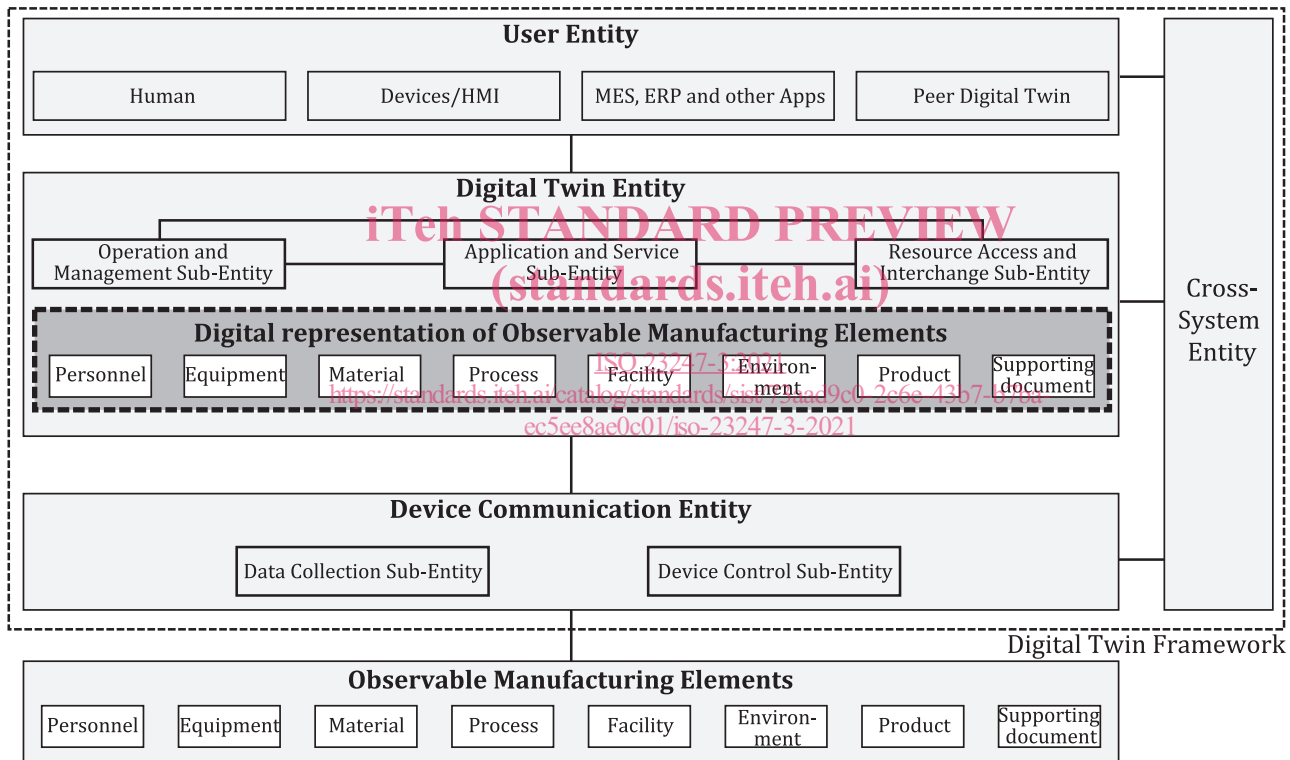 User Entity
Human
Devices/HMI
MES, ERP and other Apps
Peer Digital Twin
Digital Twin Entity
iTeh STANDARD PREVIEW
Operation and
Management Sub-Entity
Application and Service
Sub-Entity
Resource Access and
Interchange Sub-Entity
(standards.iteh.ai)
Digital representation of Observable Manufacturing Elements
ISO 23247-3:2021
Personnel
Equipment
Material
Process
Facility
Environ-
ment
Product
Supporting
document
https://standards.iteh.ai/catalog/standards/sist/73aad9c0-2c6e-43b7-b7ba-
ec5ee8ae0c01/iso-23247-3-2021
Cross-
System
Entity
Device Communication Entity
Data Collection Sub-Entity
Device Control Sub-Entity
Digital Twin Framework
Observable Manufacturing Elements
Personnel
Equipment
Material
Process
Facility
Environ-
ment
Product
Supporting
document